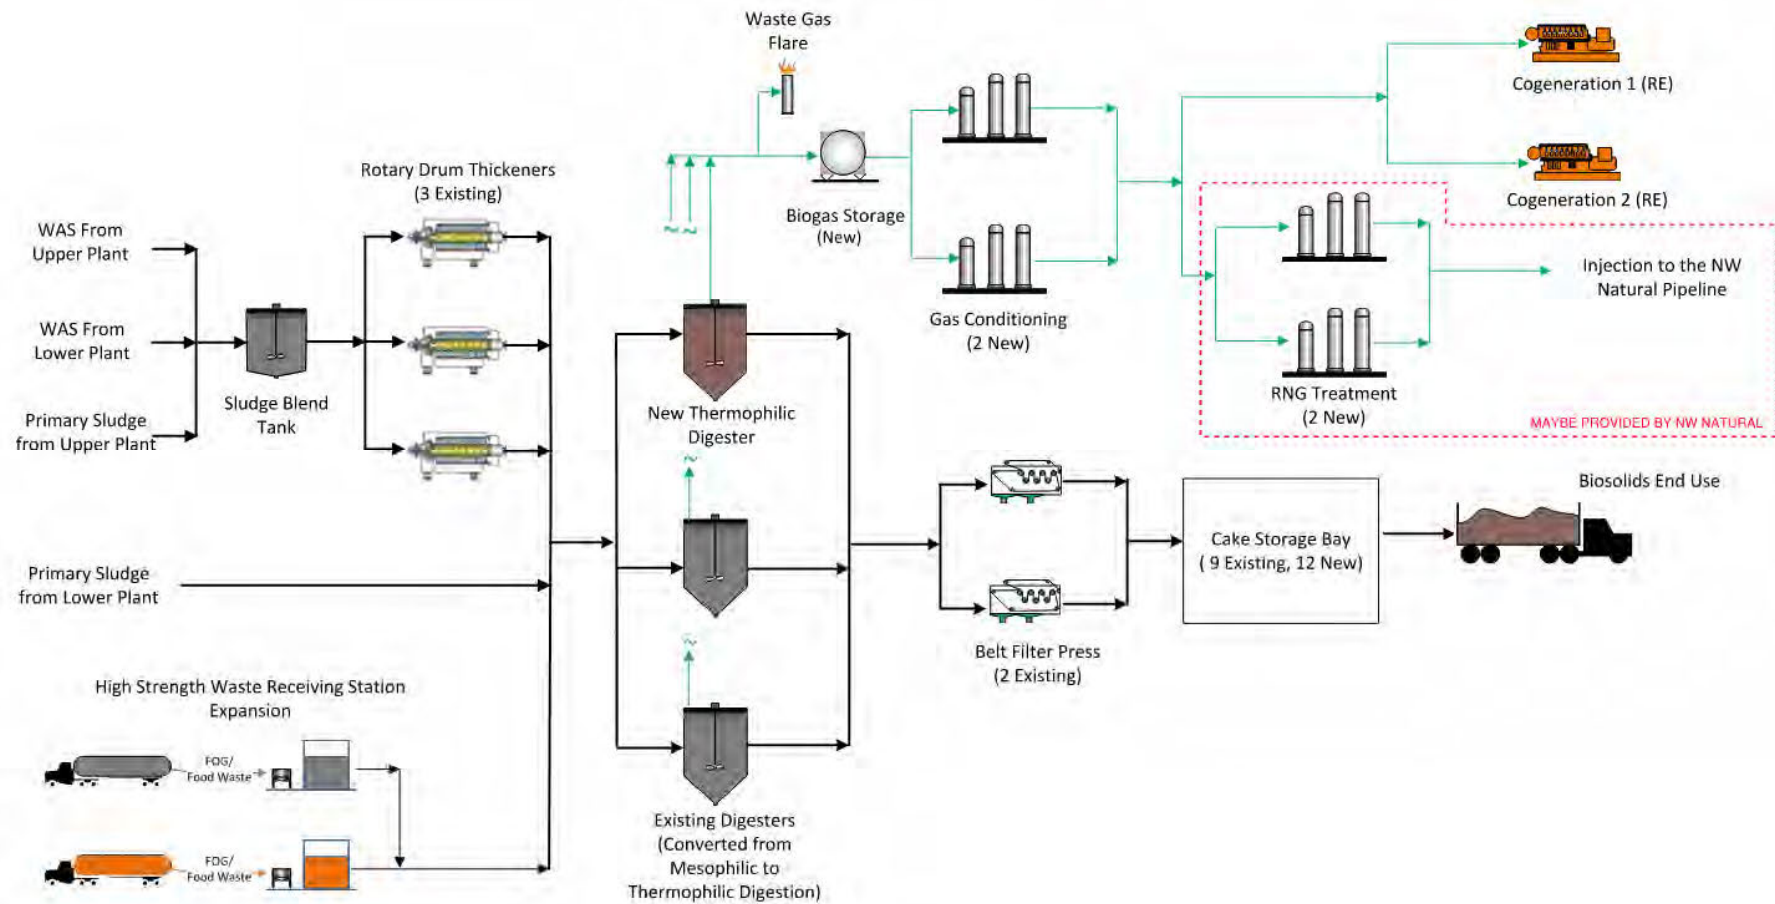 Waste Gas
Flare
Cogeneration 1 (RE)
Rotary Drum Thickeners
(3 Existing)
Cogeneration 2 (RE)
Biogas Storage
(New)
WAS From
Upper Plant
Injection to the NW
Natural Pipeline
Gas Conditioning
(2 New)
WAS From
Lower Plant
Sludge Blend
Tank
RNG Treatment
(2 New)
MAYBE PROVIDED BY NW NATURAL
New Thermophilic
Digester
Primary Sludge
from Upper Plant
Biosolids End Use
Cake Storage Bay
( 9 Existing, 12 New)
Primary Sludge
from Lower Plant
Belt Filter Press
(2 Existing)
High Strength Waste Receiving Station
Expansion
FOG/
Food Waste
Existing Digesters
(Converted from
Mesophilic to
Thermophilic Digestion)
FOG/
Food Waste